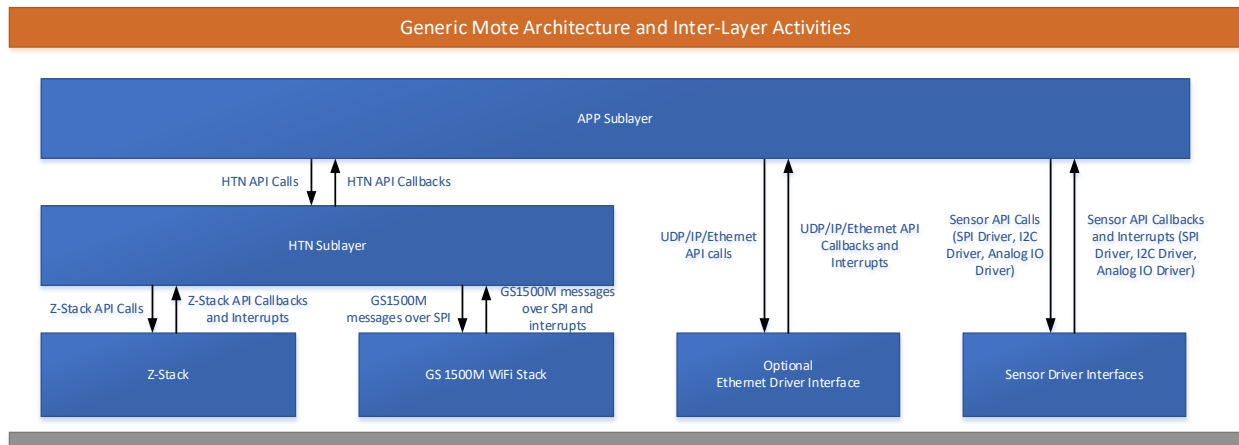 Generic Mote Architecture and Inter-Layer Activities
APP Sublayer
HTN API Calls
HTN API Callbacks
HTN Sublayer
UDP/IP/Ethernet
API calls
UDP/IP/Ethernet API
Callbacks and
Interrupts
Sensor API Calls
(SPI Driver, I2C
Driver, Analog IO
Driver)
Sensor API Callbacks
and Interrupts (SPI
Driver, I2C Driver,
Analog IO Driver)
Z-Stack API Calls
Z-Stack API Callbacks
and Interrupts
GS1500M
messages over SPI
GS1500M messages
over SPI and
interrupts
Z-Stack
GS 1500M WiFi Stack
Optional
Ethernet Driver Interface
Sensor Driver Interfaces